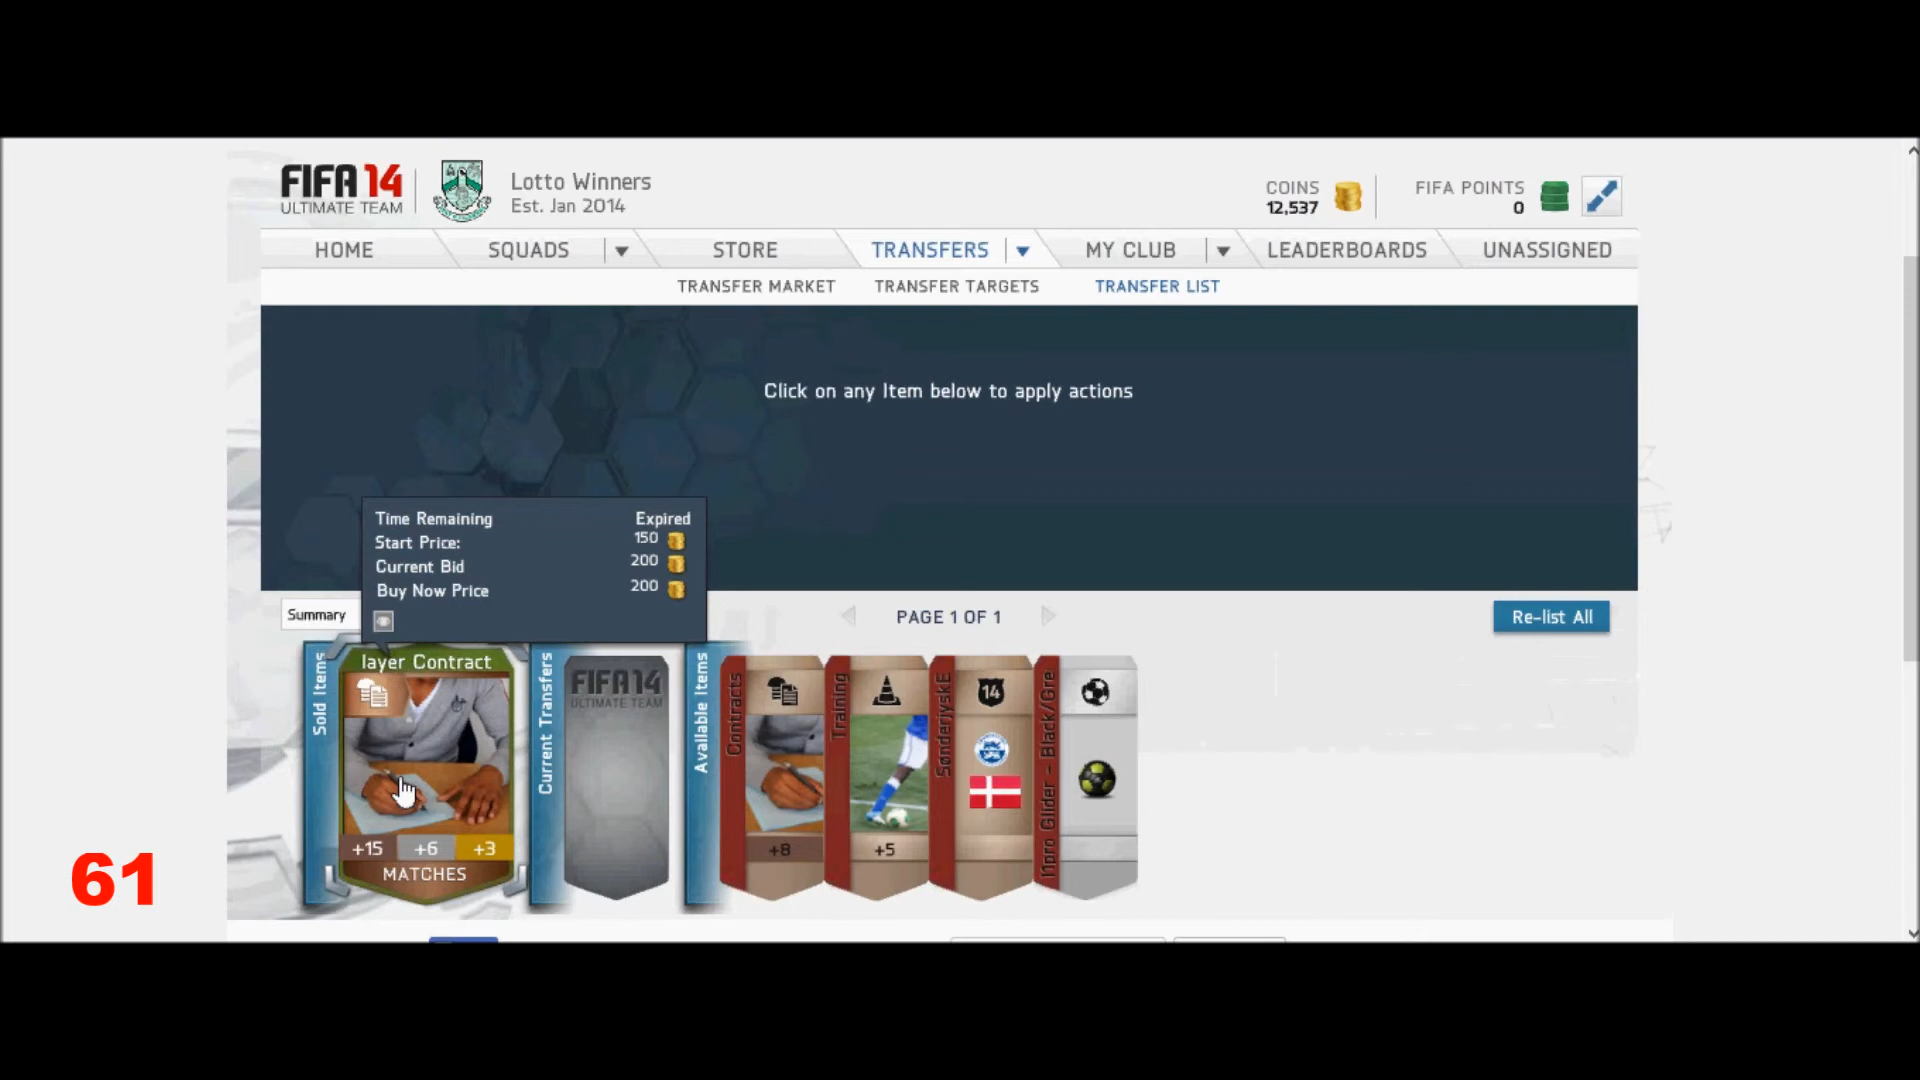 FIFA 14
ULTIMATE TEAM
Lotto Winners
Est. Jan 2014
COINS
12,537
FIFA POINTS
0
HOME
SQUADS
STORE
TRANSFERS
MY CLUB
LEADERBOARDS
UNASSIGNED
TRANSFER MARKET
TRANSFER TARGETS
TRANSFER LIST
Click on any Item below to apply actions
Time Remaining Expired
Start Price: 150
Current Bid 200
Buy Now Price 200
Summary
PAGE 1 OF 1
Re-list All
Sold Items
layer Contract
+15 +6 +3
MATCHES
Current Transfers
FIFA14
ULTIMATE TEAM
Available Items
Contracts
+8
Training
+5
SønderjyskE
14
Glider - Black/Gre
61